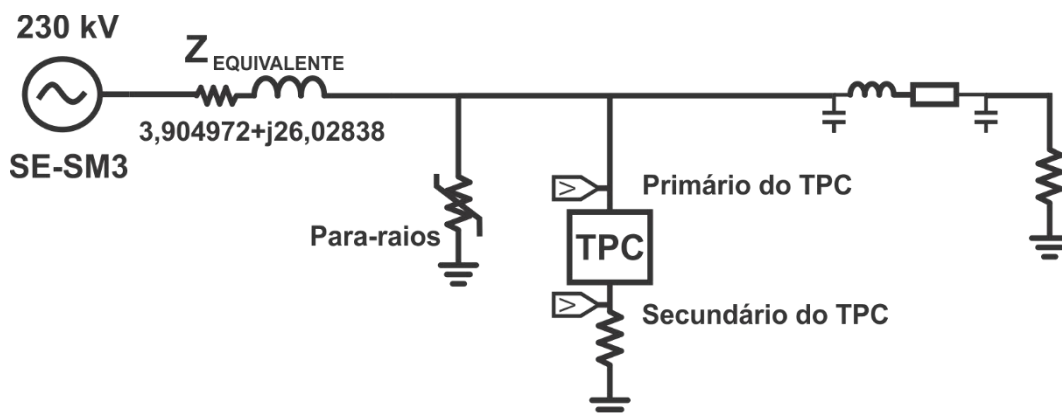 230 kV
Z EQUIVALENTE
3,904972+j26,02838
SE-SM3
Para-raios
V
Primário do TPC
TPC
V
Secundário do TPC